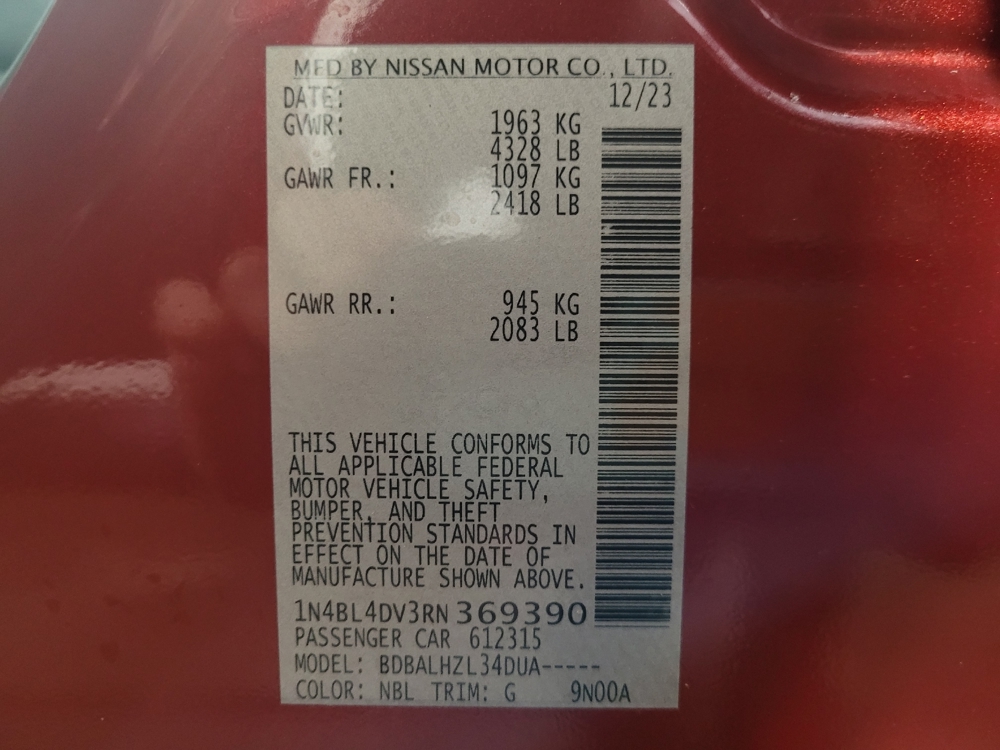 MFD BY NISSAN MOTOR CO., LTD.
DATE: 12/23
GVWR: 1963 KG
4328 LB
GAWR FR.: 1097 KG
2418 LB
GAWR RR.: 945 KG
2083 LB
THIS VEHICLE CONFORMS TO
ALL APPLICABLE FEDERAL
MOTOR VEHICLE SAFETY,
BUMPER, AND THEFT
PREVENTION STANDARDS IN
EFFECT ON THE DATE OF
MANUFACTURE SHOWN ABOVE.
1N4BL4DV3RN369390
PASSENGER CAR 612315
MODEL: BDBALHZL34DUA-----
COLOR: NBL TRIM: G 9N00A